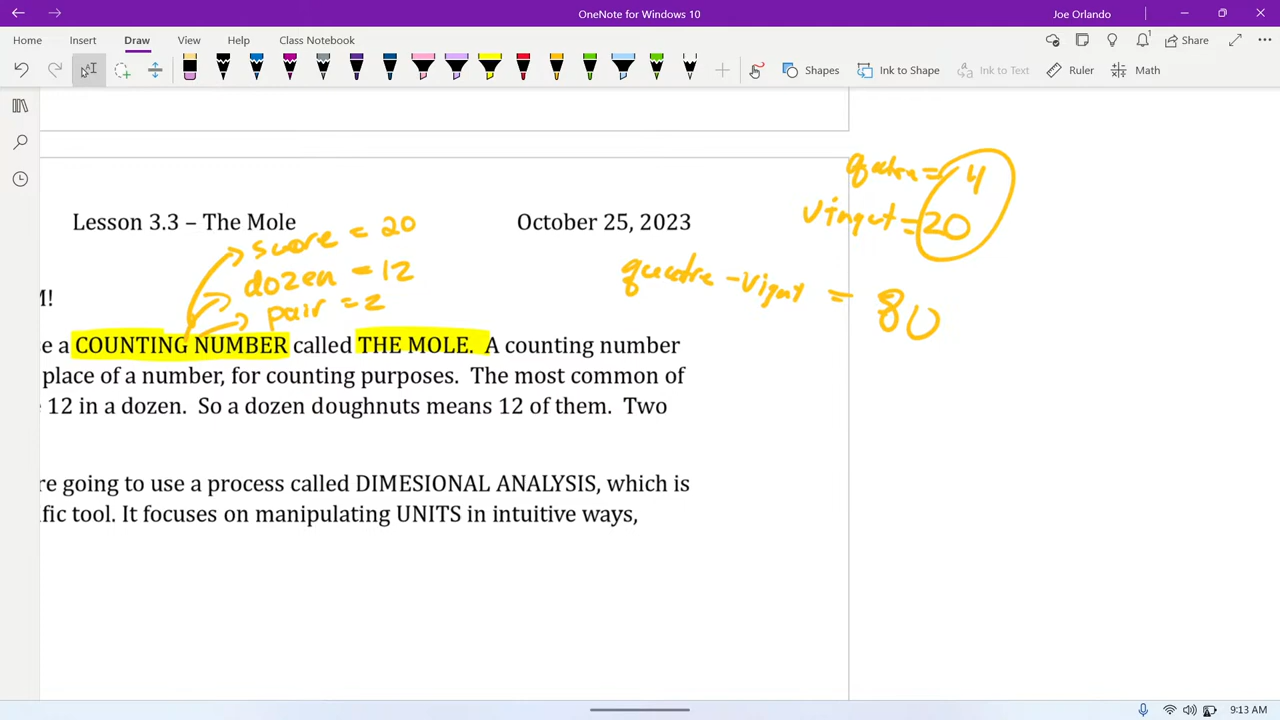 OneNote for Windows 10
Joe Orlando
Home Insert Draw View Help Class Notebook
Share
Shapes Ink to Shape Ink to Text Ruler Math
Lesson 3.3 – The Mole October 25, 2023
score = 20
dozen = 12
pair = 2
quatre = 4
vingut = 20
quatre - vigut = 80
M!
e a COUNTING NUMBER called THE MOLE. A counting number
place of a number, for counting purposes. The most common of
12 in a dozen. So a dozen doughnuts means 12 of them. Two
re going to use a process called DIMESIONAL ANALYSIS, which is
fic tool. It focuses on manipulating UNITS in intuitive ways,
9:13 AM